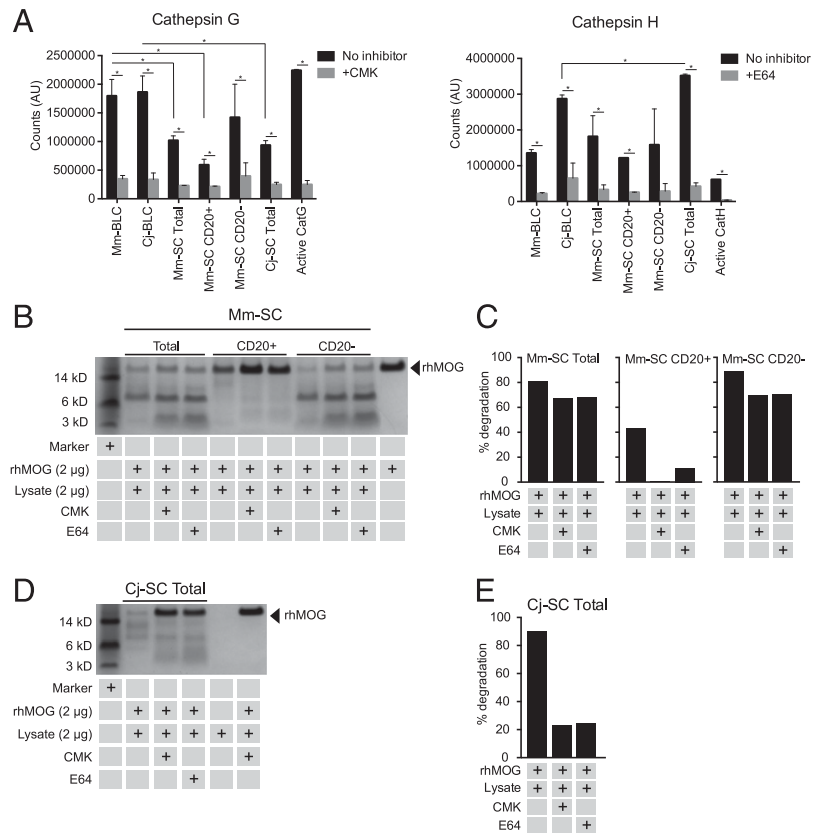 A
Cathepsin G
Counts (AU)
2500000
2000000
1500000
1000000
500000
0
No inhibitor
+CMK
* * * * * * * * *
Mm-BLC
Cj-BLC
Mm-SC Total
Mm-SC CD20+
Mm-SC CD20-
Cj-SC Total
Active CatG
Cathepsin H
Counts (AU)
4000000
3000000
2000000
1000000
0
No inhibitor
+E64
* * * * * * *
Mm-BLC
Cj-BLC
Mm-SC Total
Mm-SC CD20+
Mm-SC CD20-
Cj-SC Total
Active CatH
B
Mm-SC
Total CD20+ CD20-
14 kD
6 kD
3 kD
rhMOG
Marker +
rhMOG (2 µg) + + + + + + + + + +
Lysate (2 µg) + + + + + + + + +
CMK + + +
E64 + + +
C
% degradation
100
80
60
40
20
0
Mm-SC Total Mm-SC CD20+ Mm-SC CD20-
rhMOG + + + + + + + + +
Lysate + + + + + + + + +
CMK + + +
E64 + + +
D
Cj-SC Total
14 kD
6 kD
3 kD
rhMOG
Marker +
rhMOG (2 µg) + + + +
Lysate (2 µg) + + + + +
CMK + +
E64 +
E
Cj-SC Total
% degradation
100
80
60
40
20
0
rhMOG + + +
Lysate + + +
CMK +
E64 +